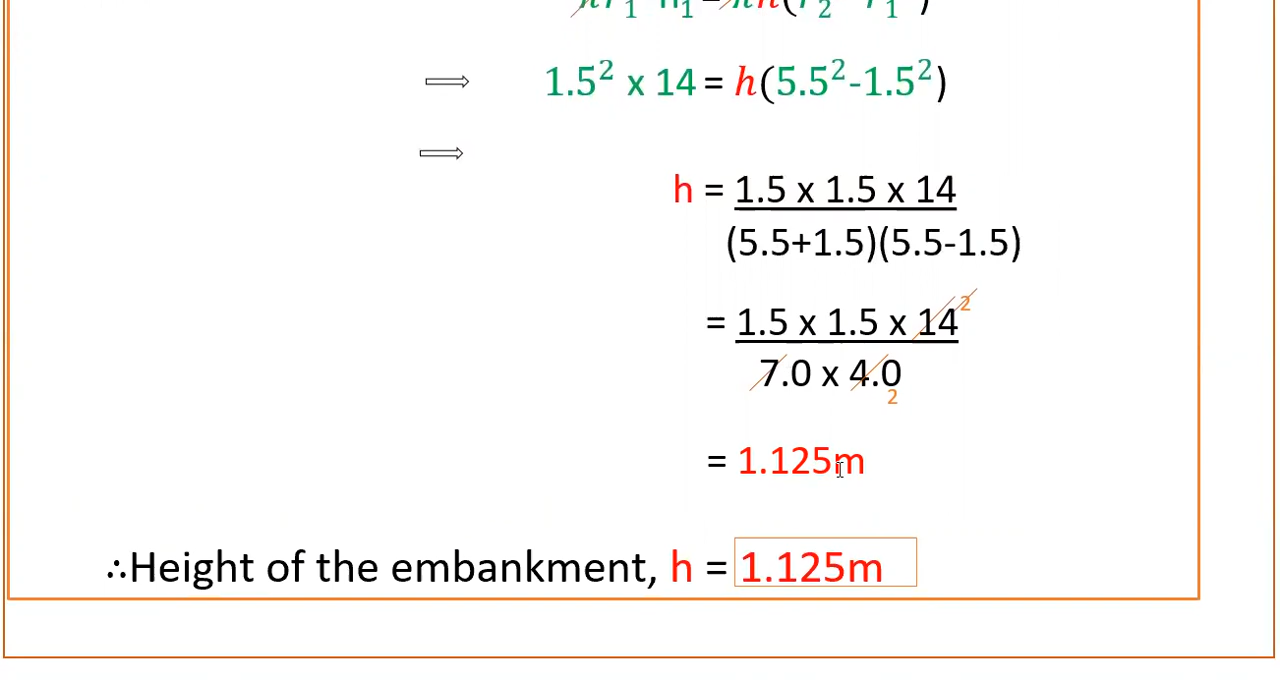 ⟹ 1.5² x 14 = h(5.5²-1.5²)
⟹
h = 1.5 x 1.5 x 14
(5.5+1.5)(5.5-1.5)
= 1.5 x 1.5 x 14 2
7.0 x 4.0
2
= 1.125m
∴Height of the embankment, h = 1.125m